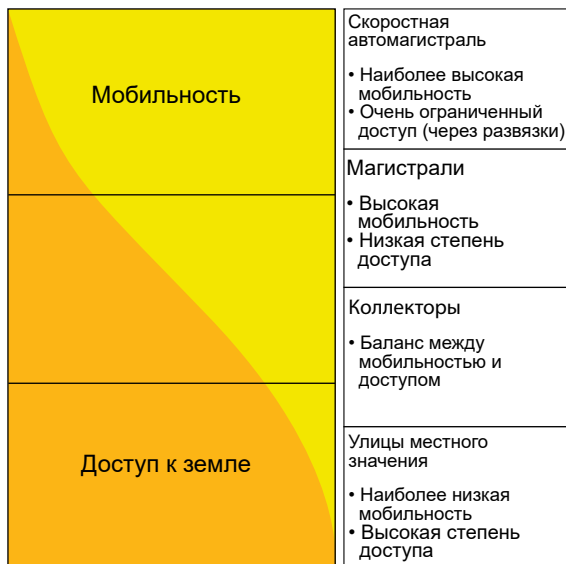 Мобильность
Доступ к земле
Скоростная
автомагистраль
• Наиболее высокая
мобильность
• Очень ограниченный
доступ (через развязки)
Магистрали
• Высокая
мобильность
• Низкая степень
доступа
Коллекторы
• Баланс между
мобильностью и
доступом
Улицы местного
значения
• Наиболее низкая
мобильность
• Высокая степень
доступа